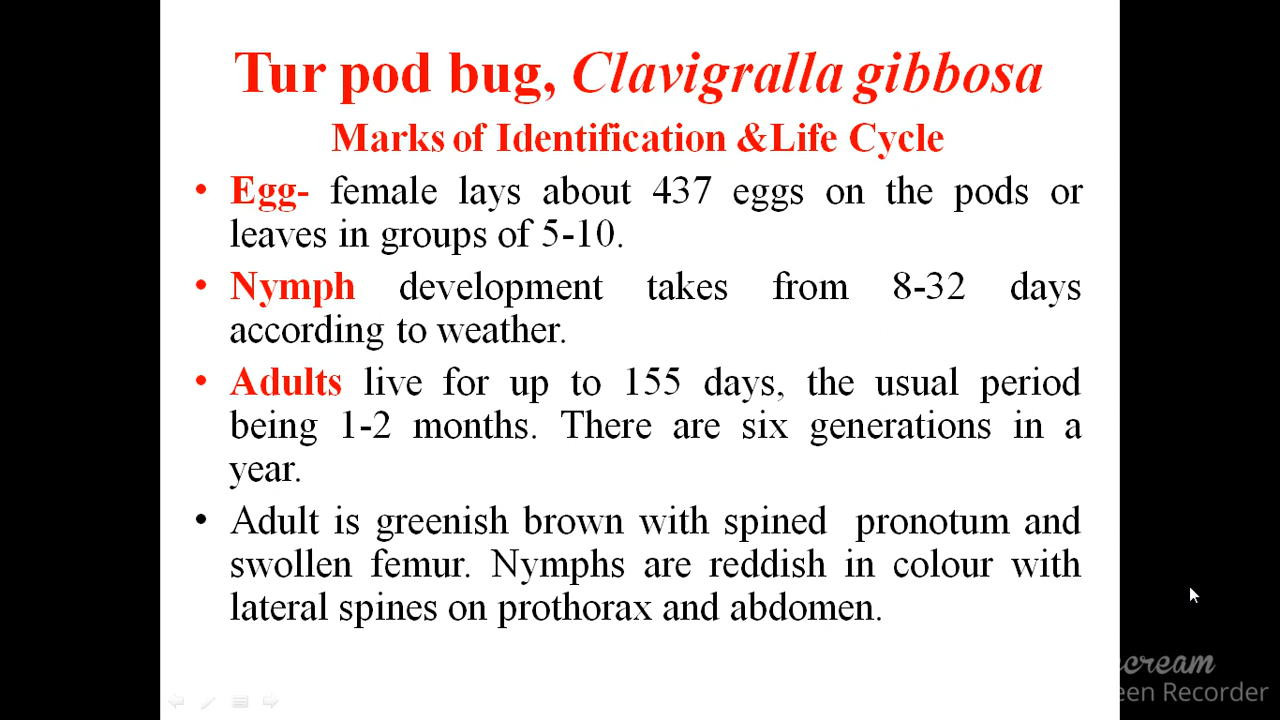 Tur pod bug, Clavigralla gibbosa
Marks of Identification &Life Cycle
• Egg- female lays about 437 eggs on the pods or
leaves in groups of 5-10.
• Nymph development takes from 8-32 days
according to weather.
• Adults live for up to 155 days, the usual period
being 1-2 months. There are six generations in a
year.
• Adult is greenish brown with spined pronotum and
swollen femur. Nymphs are reddish in colour with
lateral spines on prothorax and abdomen.
cream
een Recorder